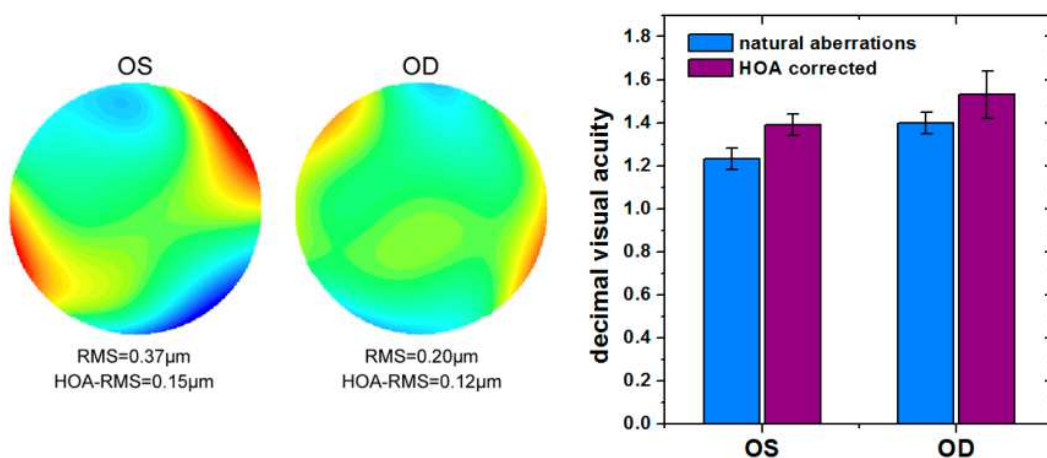 OS
RMS=0.37μm
HOA-RMS=0.15μm
OD
RMS=0.20μm
HOA-RMS=0.12μm
decimal visual acuity
1.8
1.6
1.4
1.2
1.0
0.8
0.6
0.4
0.2
0.0
natural aberrations
HOA corrected
OS
OD